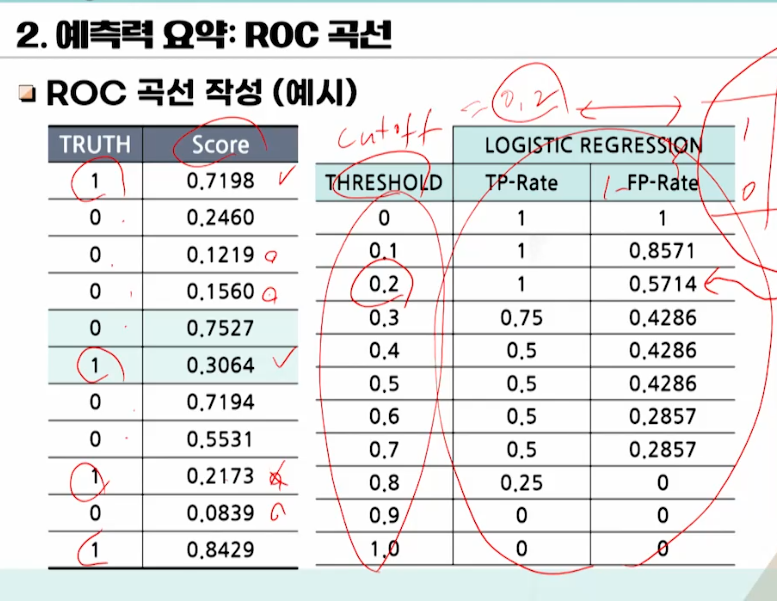 2. 예측력 요약: ROC 곡선
ROC 곡선 작성 (예시)
cutoff = 0.2
TRUTH Score
1 0.7198
0 0.2460
0 0.1219
0 0.1560
0 0.7527
1 0.3064
0 0.7194
0 0.5531
1 0.2173
0 0.0839
1 0.8429
LOGISTIC REGRESSION
THRESHOLD TP-Rate 1-FP-Rate
0 1 1
0.1 1 0.8571
0.2 1 0.5714
0.3 0.75 0.4286
0.4 0.5 0.4286
0.5 0.5 0.4286
0.6 0.5 0.2857
0.7 0.5 0.2857
0.8 0.25 0
0.9 0 0
1.0 0 0
1
0